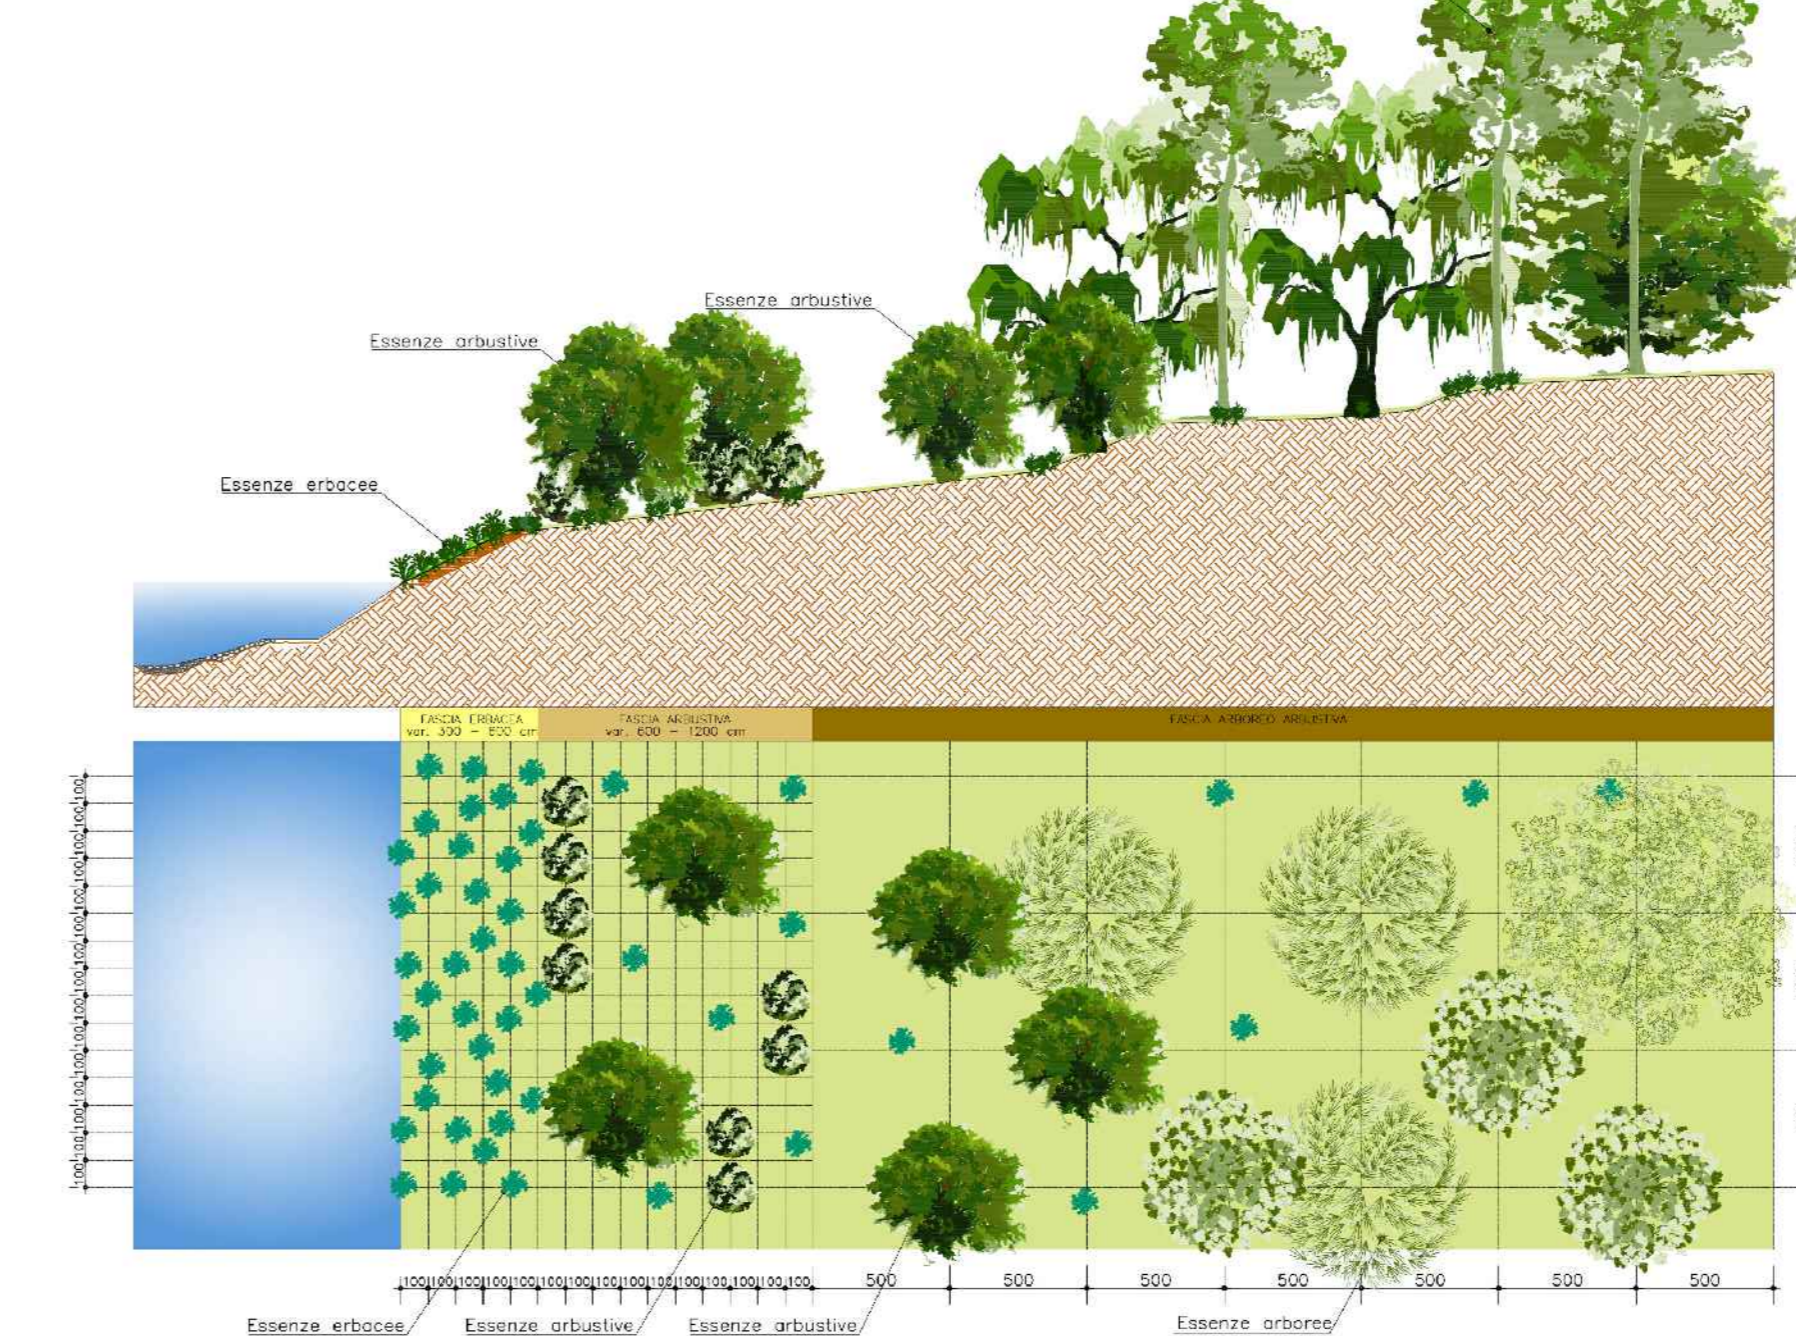 Essenze arbustive
Essenze arbustive
Essenze erbacee
FASCIA ERBACEA
var. 300 - 600 cm
FASCIA ARBUSTIVA
var. 600 - 1200 cm
FASCIA ARBOREO ARBUSTIVA
100 100 100 100 100 100 100 100 100 100 100 100 100 100 100
100 100 100 100 100 100 100 100 100 100 100 100 100 100 100 500 500 500 500 500 500 500
Essenze erbacee Essenze arbustive Essenze arbustive Essenze arboree